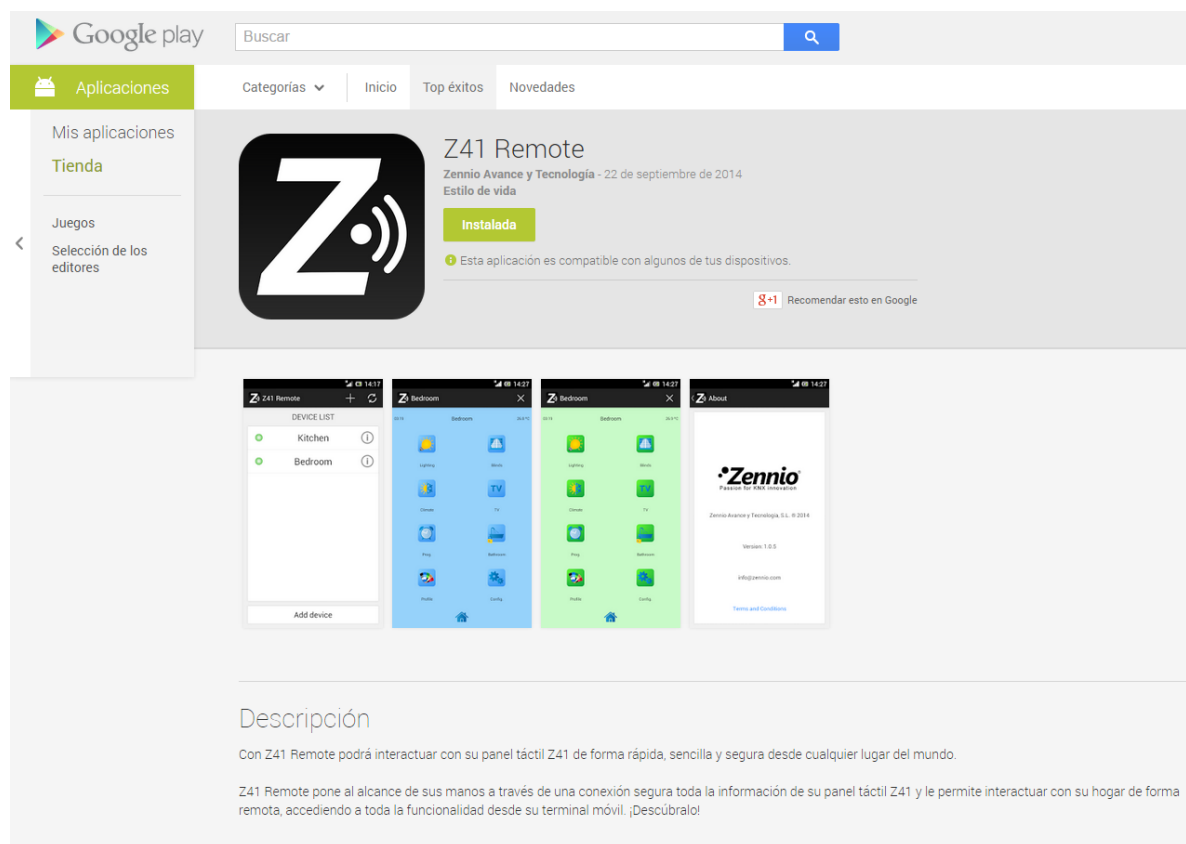 Google play
Buscar
Aplicaciones
Categorías
Inicio
Top éxitos
Novedades
Mis aplicaciones
Tienda
Juegos
Selección de los
editores
Z41 Remote
Zennio Avance y Tecnología - 22 de septiembre de 2014
Estilo de vida
Instalada
Esta aplicación es compatible con algunos de tus dispositivos.
g+1 Recomendar esto en Google
14:17
Z41 Remote
DEVICE LIST
Kitchen
Bedroom
Add device
14:27
Bedroom
Bedroom
Lighting
Blinds
Climate
TV
TV
Prog
Bedroom
Profile
Config
14:27
Bedroom
Bedroom
Lighting
Blinds
Climate
TV
TV
Prog
Bedroom
Profile
Config
14:27
About
Zennio
Passion for KNX innovation
Zennio Avance y Tecnología, S.L. © 2014
Version: 1.0.5
info@zennio.com
Terms and Conditions
Descripción
Con Z41 Remote podrá interactuar con su panel táctil Z41 de forma rápida, sencilla y segura desde cualquier lugar del mundo.
Z41 Remote pone al alcance de sus manos a través de una conexión segura toda la información de su panel táctil Z41 y le permite interactuar con su hogar de forma
remota, accediendo a toda la funcionalidad desde su terminal móvil. ¡Descúbralo!